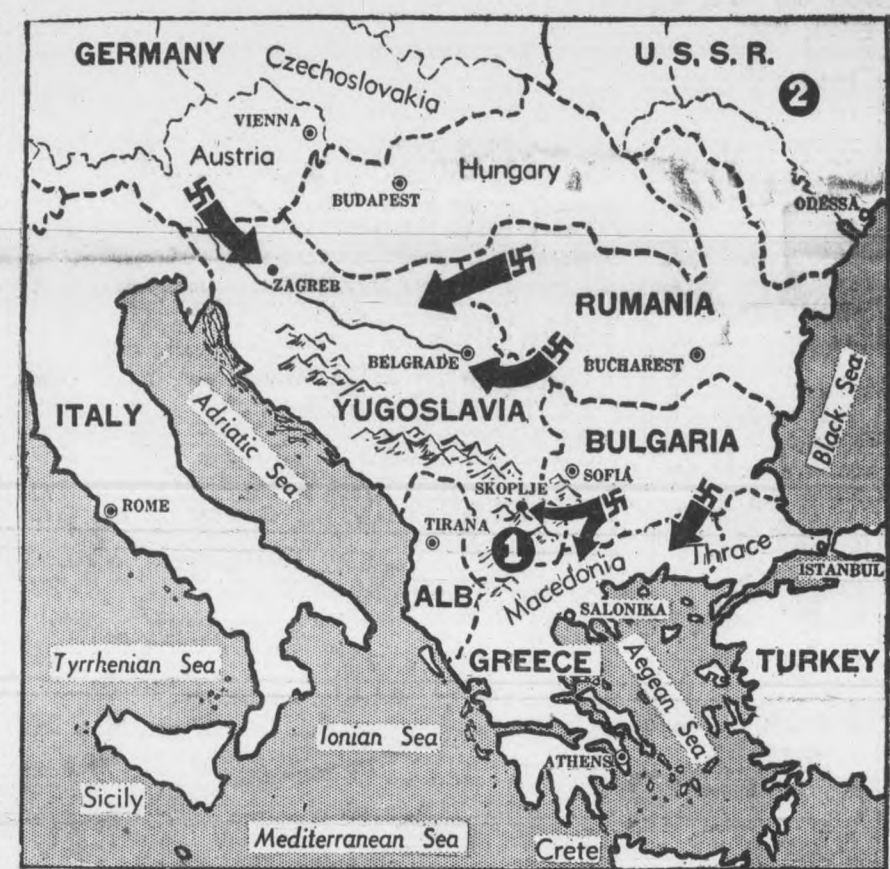 GERMANY
U. S. S. R.
Czechoslovakia
2
VIENNA
Austria
Hungary
BUDAPEST
ODESSA
ZAGREB
RUMANIA
BELGRADE
BUCHAREST
ITALY
Adriatic Sea
YUGOSLAVIA
Black Sea
BULGARIA
SOFIA
SKOPLJE
ROME
TIRANA
1
Macedonia
Thrace
ISTANBUL
ALB
SALONIKA
Tyrrhenian Sea
GREECE
Aegean Sea
TURKEY
Ionian Sea
ATHENS
Sicily
Mediterranean Sea
Crete